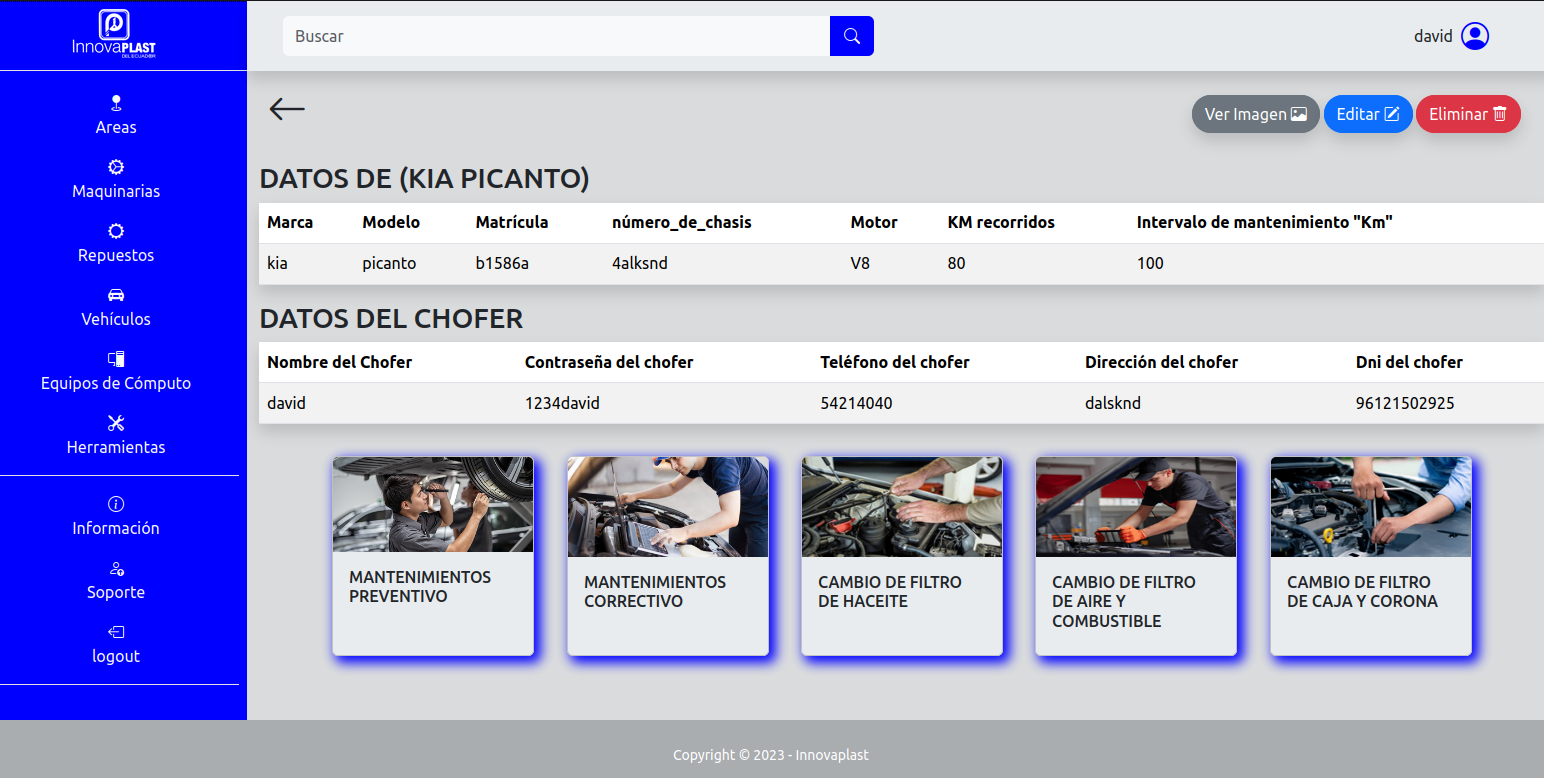 InnovaPLAST
DEL ECUADOR
Buscar
david
Areas
Maquinarias
Repuestos
Vehículos
Equipos de Cómputo
Herramientas
Información
Soporte
logout
Ver Imagen
Editar
Eliminar
DATOS DE (KIA PICANTO)
Marca Modelo Matrícula número_de_chasis Motor KM recorridos Intervalo de mantenimiento "Km"
kia picanto b1586a 4alksnd V8 80 100
DATOS DEL CHOFER
Nombre del Chofer Contraseña del chofer Teléfono del chofer Dirección del chofer Dni del chofer
david 1234david 54214040 dalsknd 96121502925
MANTENIMIENTOS
PREVENTIVO
MANTENIMIENTOS
CORRECTIVO
CAMBIO DE FILTRO
DE HACEITE
CAMBIO DE FILTRO
DE AIRE Y
COMBUSTIBLE
CAMBIO DE FILTRO
DE CAJA Y CORONA
Copyright © 2023 - Innovaplast